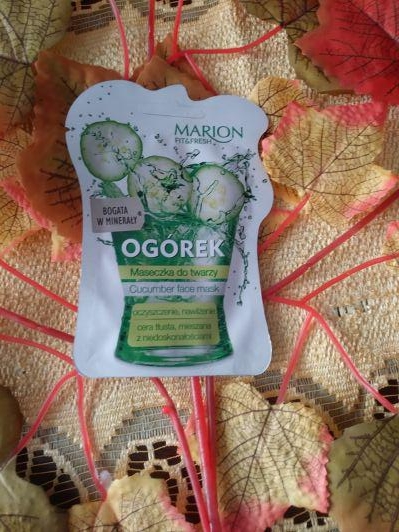 MARION
FIT&FRESH
BOGATA
W MINERAŁY
OGÓREK
Maseczka do twarzy
Cucumber face mask
oczyszczenie, nawilżenie
cera tłusta, mieszana
z niedoskonałościami